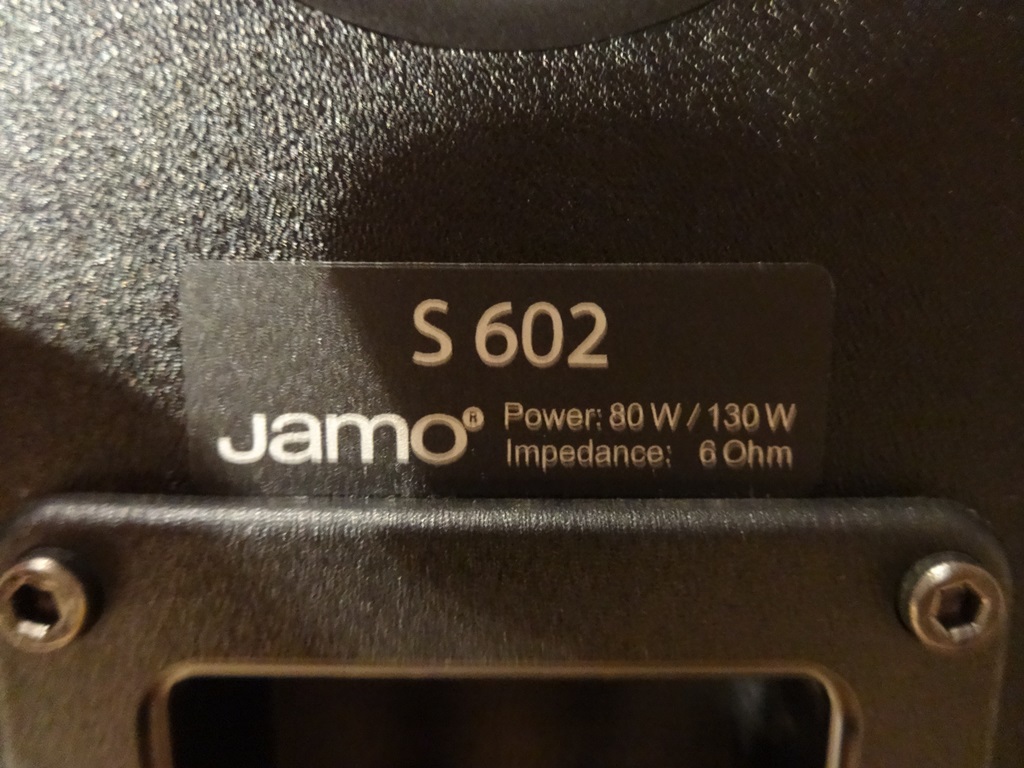 S 602
Jamo® Power: 80 W / 130 W
Impedance: 6 Ohm